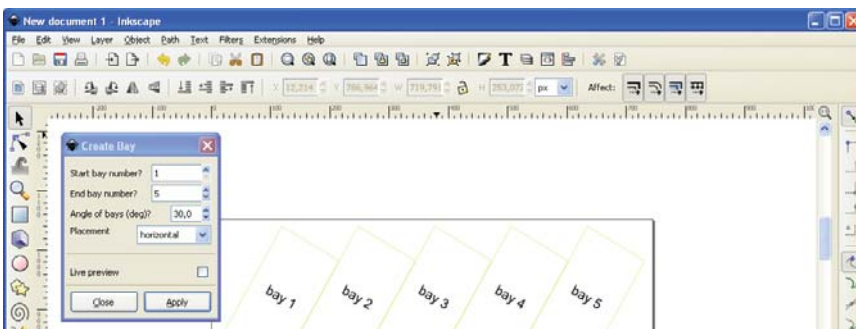 New document 1 - Inkscape
File Edit View Layer Object Path Text Filters Extensions Help
X Y W H px Affect:
Create Bay
Start bay number? 1
End bay number? 5
Angle of bays (deg)? 30,0
Placement horizontal
Live preview
Close Apply
bay 1 bay 2 bay 3 bay 4 bay 5